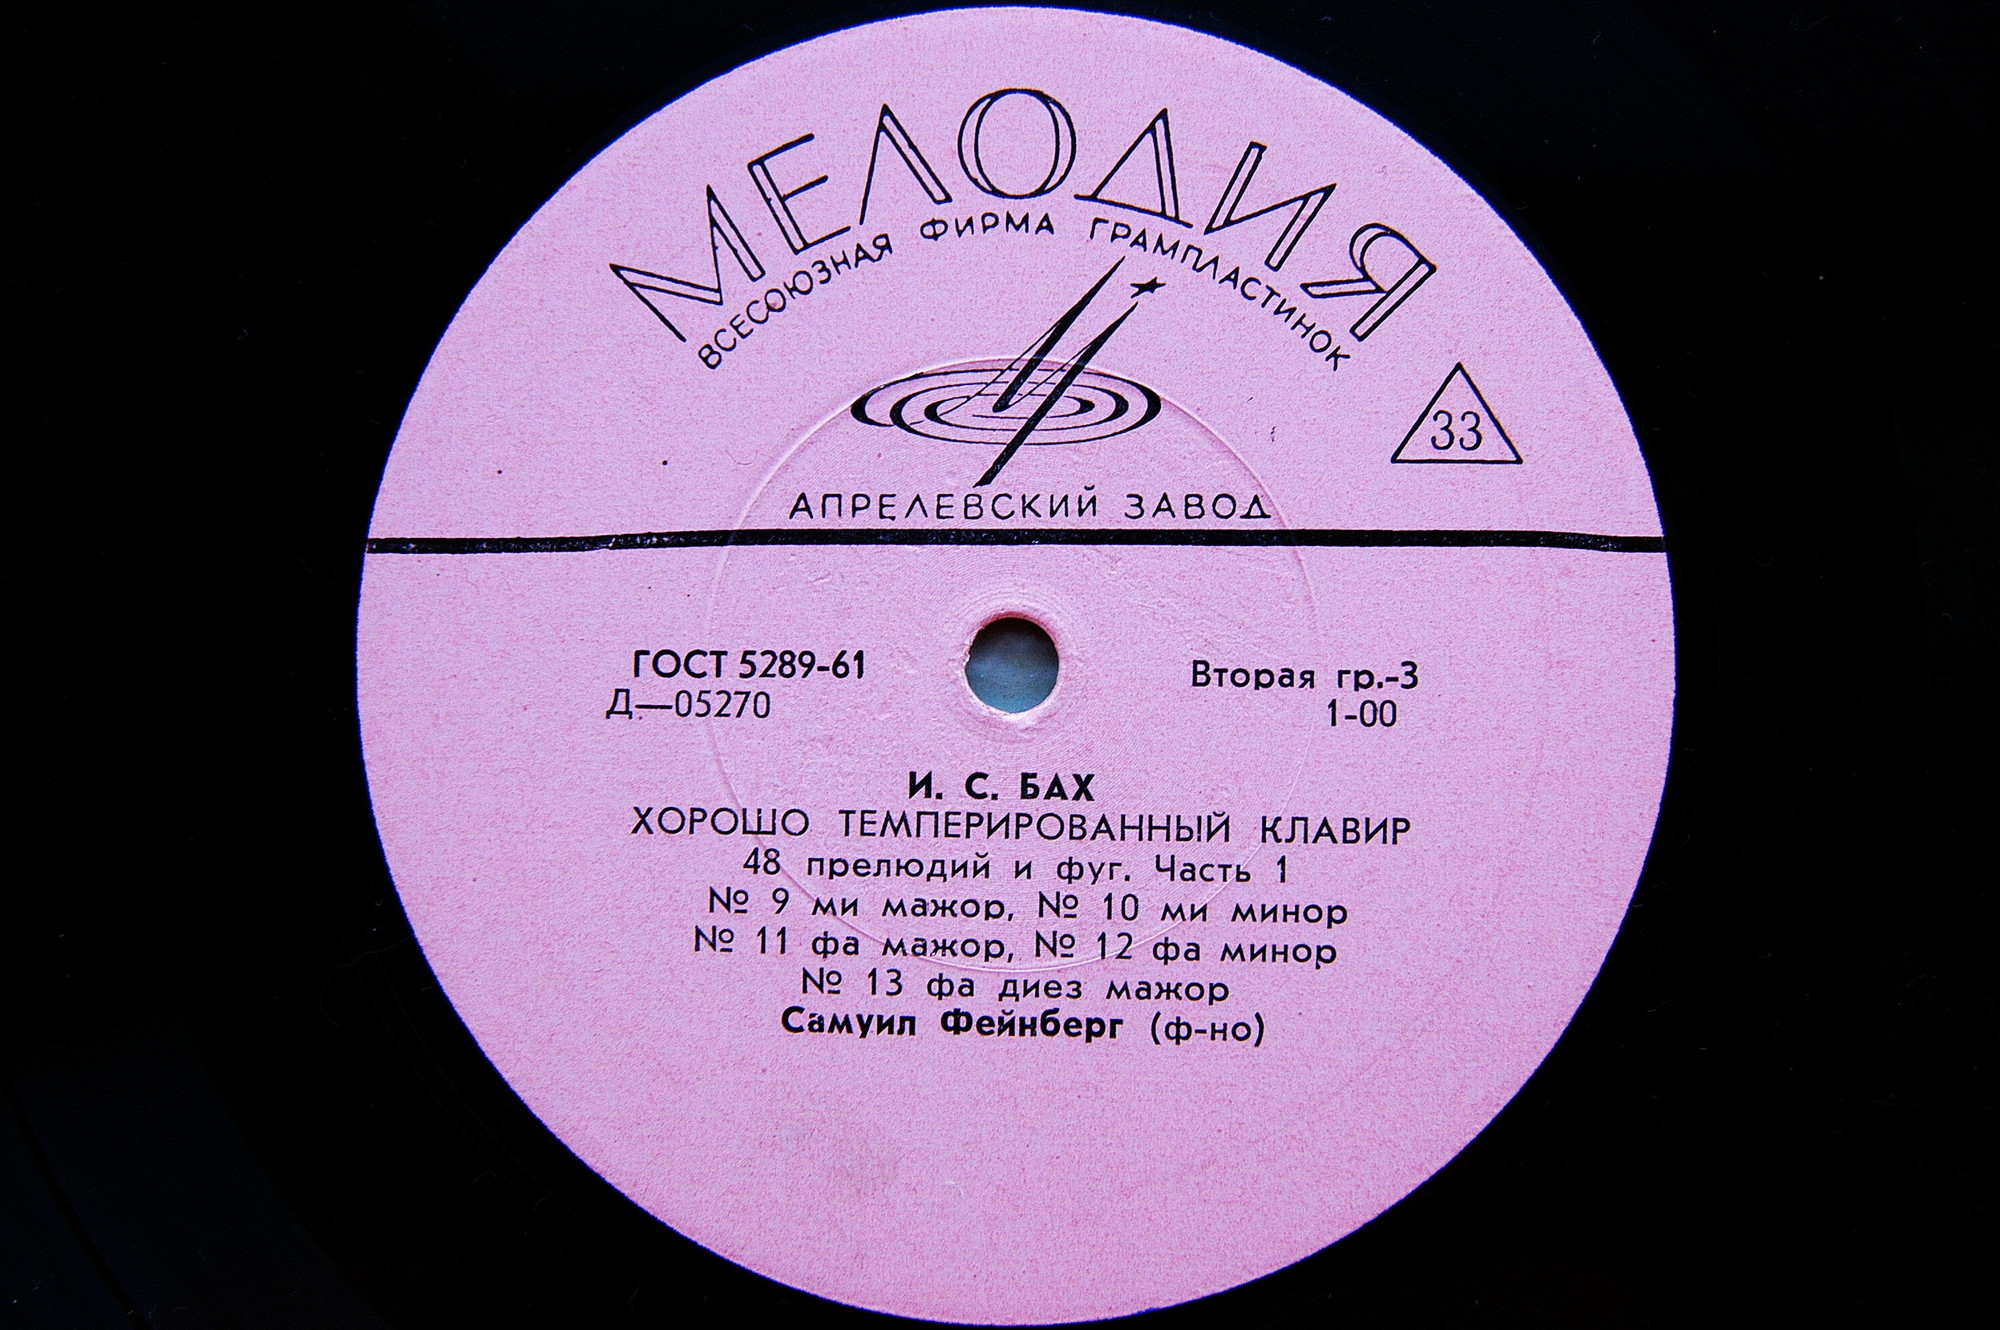 МЕЛОДИЯ
ВСЕСОЮЗНАЯ ФИРМА ГРАМПЛАСТИНОК
33
АПРЕЛЕВСКИЙ ЗАВОД
ГОСТ 5289-61
Д—05270
Вторая гр.-3
1-00
И. С. БАХ
ХОРОШО ТЕМПЕРИРОВАННЫЙ КЛАВИР
48 прелюдий и фуг. Часть 1
№ 9 ми мажор, № 10 ми минор
№ 11 фа мажор, № 12 фа минор
№ 13 фа диез мажор
Самуил Фейнберг (ф-но)